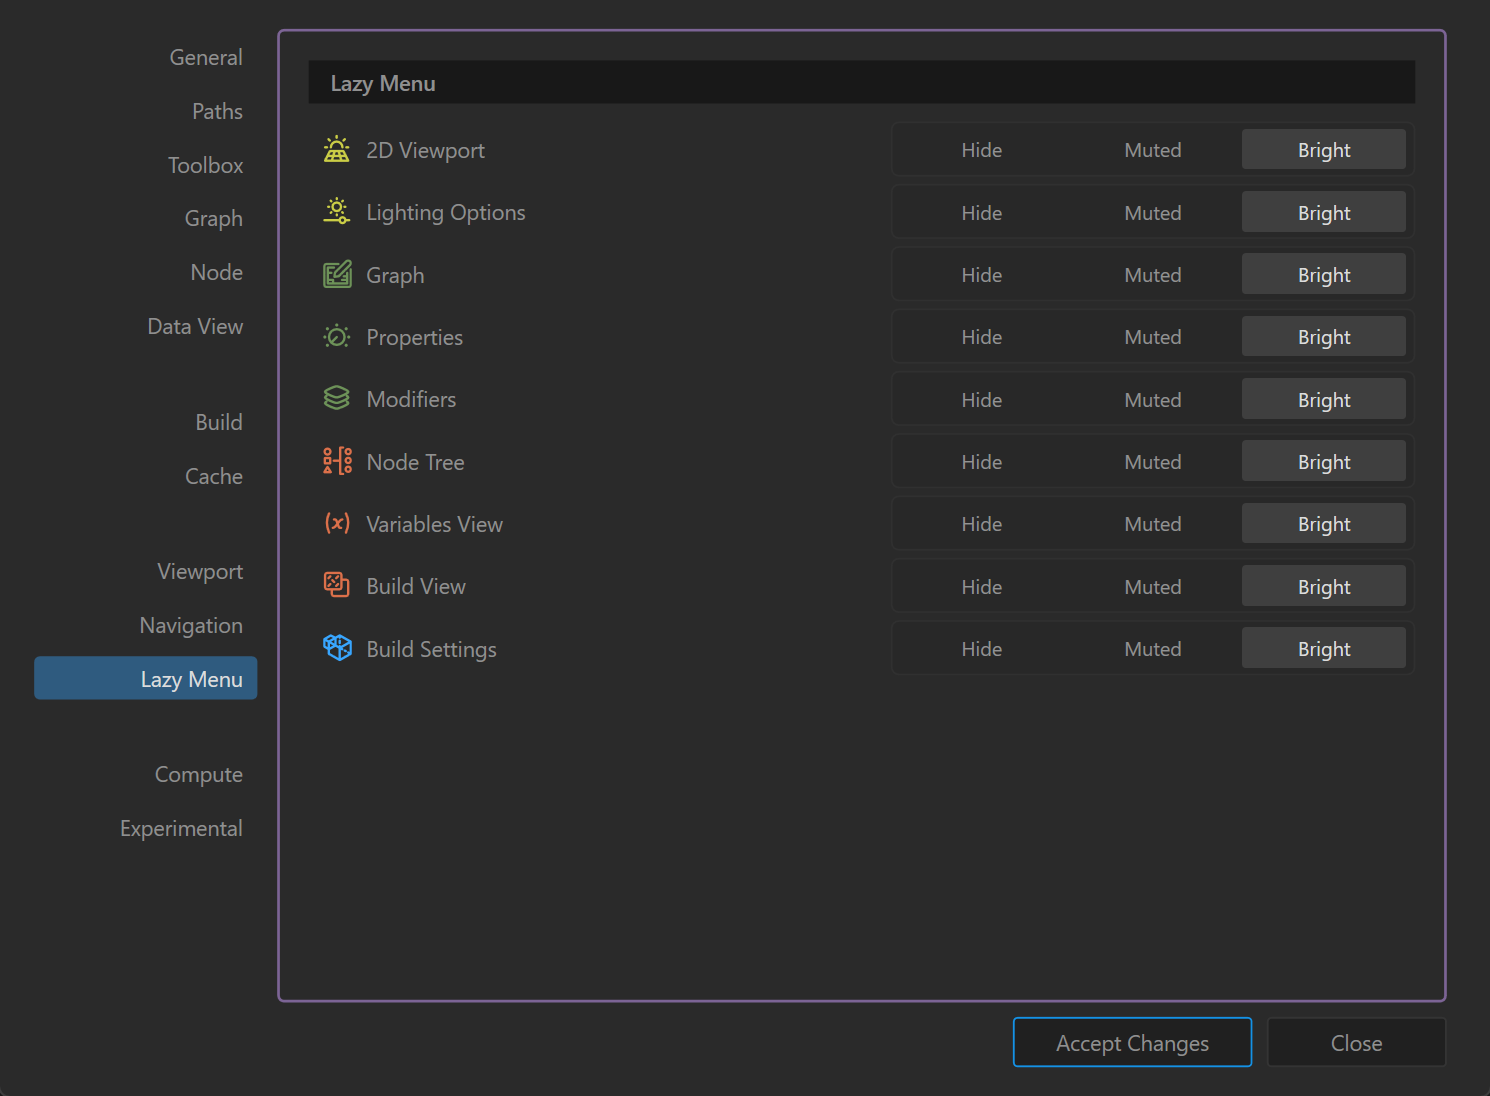 General
Paths
Toolbox
Graph
Node
Data View
Build
Cache
Viewport
Navigation
Lazy Menu
Compute
Experimental
Lazy Menu
2D Viewport Hide Muted Bright
Lighting Options Hide Muted Bright
Graph Hide Muted Bright
Properties Hide Muted Bright
Modifiers Hide Muted Bright
Node Tree Hide Muted Bright
(x) Variables View Hide Muted Bright
Build View Hide Muted Bright
Build Settings Hide Muted Bright
Accept Changes Close